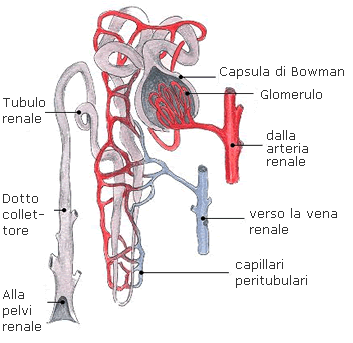 Capsula di Bowman
Glomerulo
Tubulo
renale
dalla
arteria
renale
Dotto
collet-
tore
verso la vena
renale
capillari
peritubulari
Alla
pelvi
renale